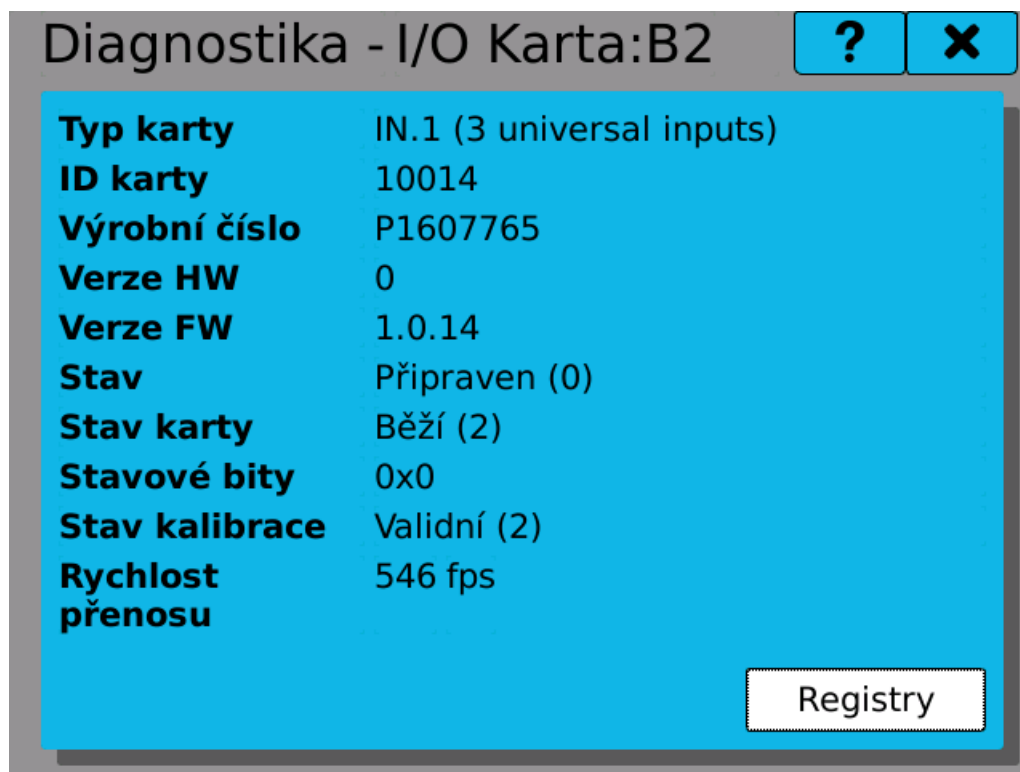 Diagnostika - I/O Karta:B2
?
Typ karty IN.1 (3 universal inputs)
ID karty 10014
Výrobní číslo P1607765
Verze HW 0
Verze FW 1.0.14
Stav Připraven (0)
Stav karty Běží (2)
Stavové bity 0x0
Stav kalibrace Validní (2)
Rychlost 546 fps
přenosu
Registry